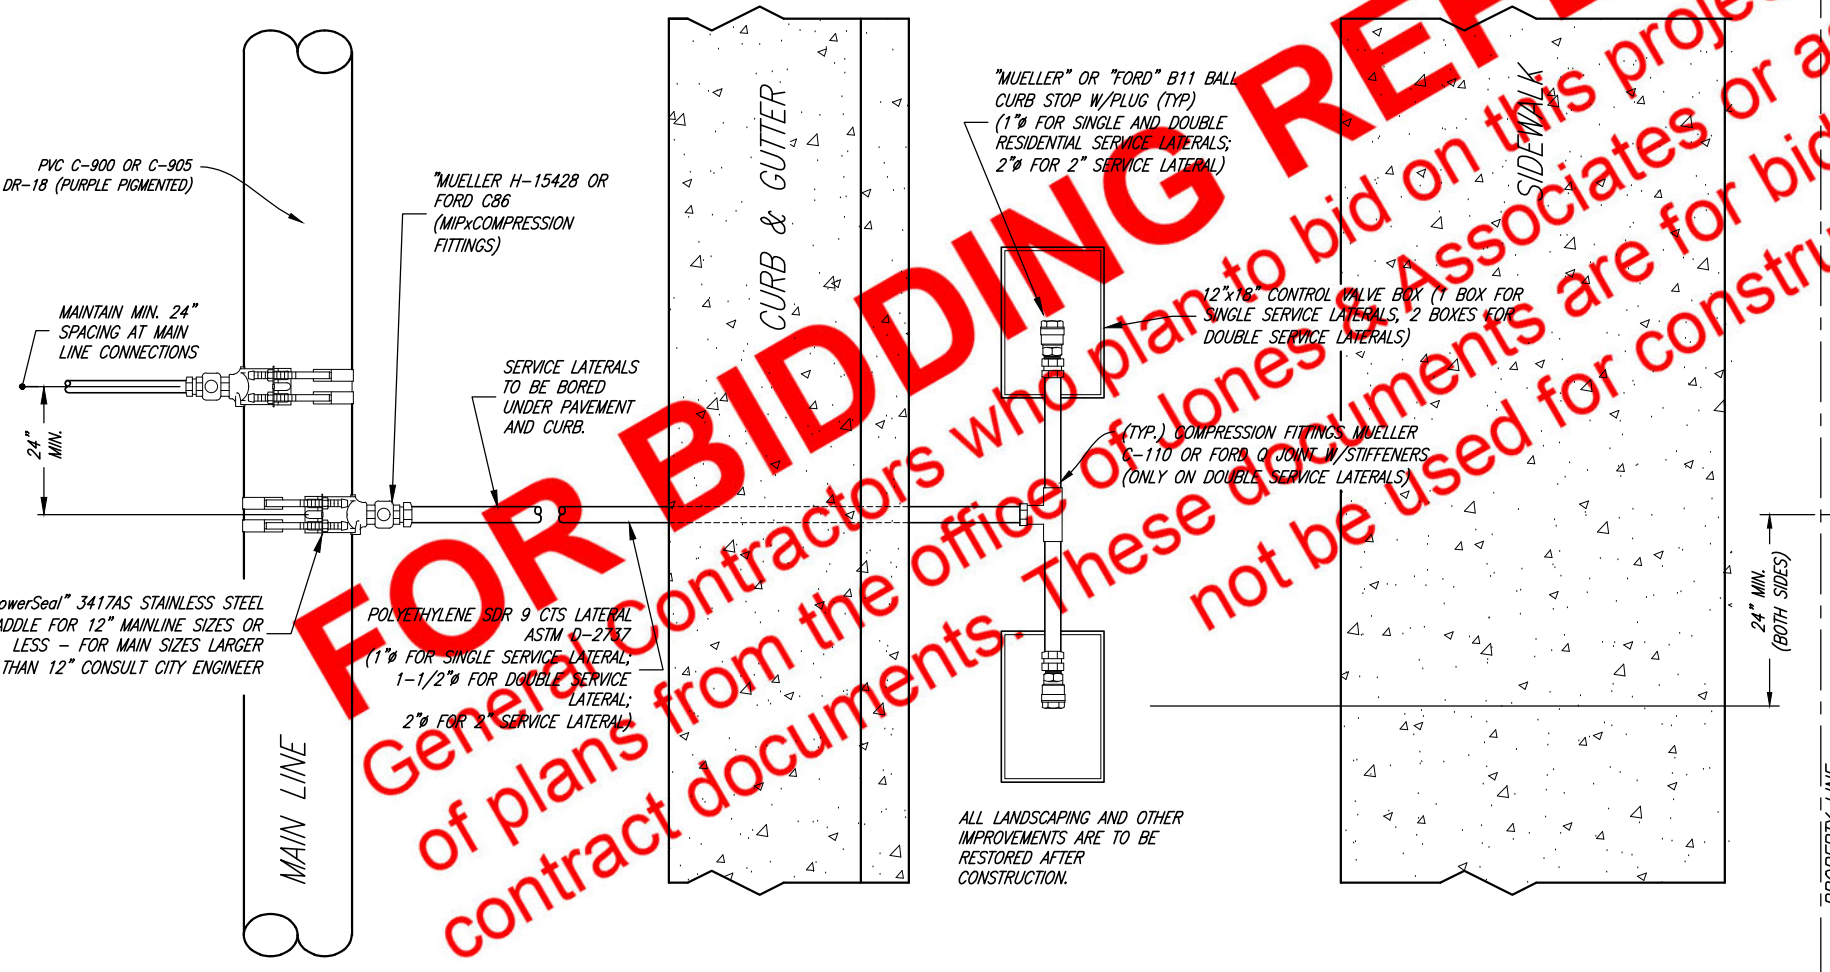 PVC C-900 OR C-905
DR-18 (PURPLE PIGMENTED)
"MUELLER H-15428 OR
FORD C86
(MIPxCOMPRESSION
FITTINGS)
MAINTAIN MIN. 24"
SPACING AT MAIN
LINE CONNECTIONS
24"
MIN.
SERVICE LATERALS
TO BE BORED
UNDER PAVEMENT
AND CURB.
CURB & GUTTER
"MUELLER" OR "FORD" B11 BALL
CURB STOP W/PLUG (TYP)
(1"ø FOR SINGLE AND DOUBLE
RESIDENTIAL SERVICE LATERALS;
2"ø FOR 2" SERVICE LATERAL)
SIDEWALK
12"x18" CONTROL VALVE BOX (1 BOX FOR
SINGLE SERVICE LATERALS, 2 BOXES FOR
DOUBLE SERVICE LATERALS)
(TYP.) COMPRESSION FITTINGS MUELLER
C-110 OR FORD Q JOINT W/STIFFENERS
(ONLY ON DOUBLE SERVICE LATERALS)
3417AS STAINLESS STEEL
FOR 12" MAINLINE SIZES OR
LESS - FOR MAIN SIZES LARGER
THAN 12" CONSULT CITY ENGINEER
POLYETHYLENE SDR 9 CTS LATERAL
ASTM D-2737
(1"ø FOR SINGLE SERVICE LATERAL;
1-1/2"ø FOR DOUBLE SERVICE
LATERAL;
2"ø FOR 2" SERVICE LATERAL)
MAIN LINE
24" MIN.
(BOTH SIDES)
ALL LANDSCAPING AND OTHER
IMPROVEMENTS ARE TO BE
RESTORED AFTER
CONSTRUCTION.
PROPERTY LINE
FOR BIDDING
General contractors who plan to bid on this
of plans from the office of Jones & Associates or
contract documents. These documents are for
not be used for